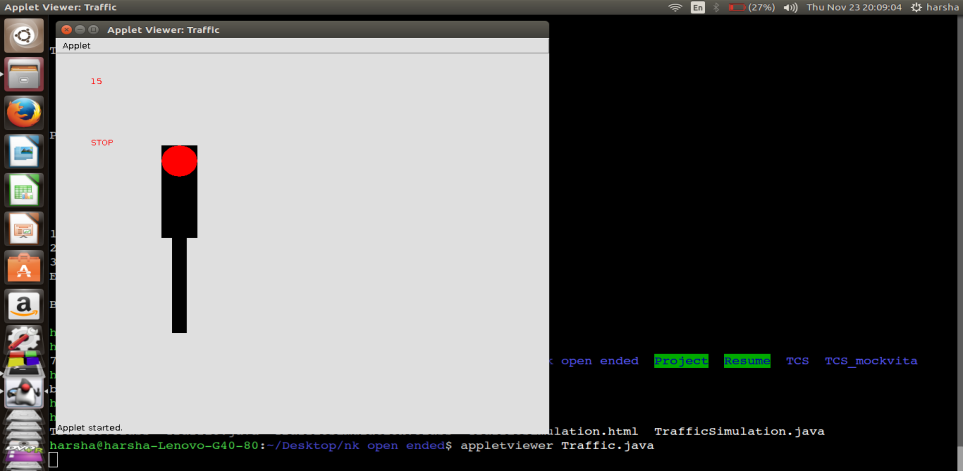 Applet Viewer: Traffic
En
(27%)
Thu Nov 23 20:09:04
harsha
Applet Viewer: Traffic
Applet
15
STOP
Applet started.
open ended Project Resume TCS TCS_mockvita
ulation.html TrafficSimulation.java
harsha@harsha-Lenovo-G40-80:~/Desktop/nk open ended$ appletviewer Traffic.java